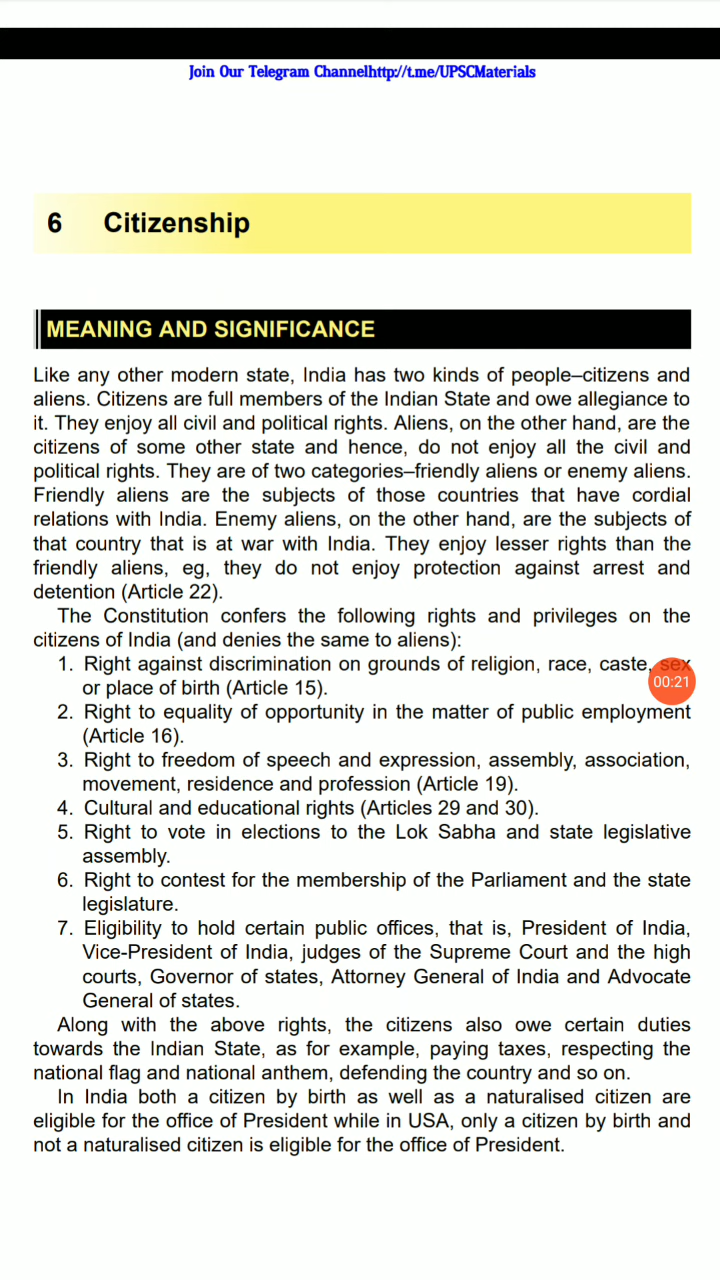 Join Our Telegram Channelhttp://t.me/UPSCMaterials
6 Citizenship
MEANING AND SIGNIFICANCE
Like any other modern state, India has two kinds of people–citizens and
aliens. Citizens are full members of the Indian State and owe allegiance to
it. They enjoy all civil and political rights. Aliens, on the other hand, are the
citizens of some other state and hence, do not enjoy all the civil and
political rights. They are of two categories–friendly aliens or enemy aliens.
Friendly aliens are the subjects of those countries that have cordial
relations with India. Enemy aliens, on the other hand, are the subjects of
that country that is at war with India. They enjoy lesser rights than the
friendly aliens, eg, they do not enjoy protection against arrest and
detention (Article 22).
The Constitution confers the following rights and privileges on the
citizens of India (and denies the same to aliens):
1. Right against discrimination on grounds of religion, race, caste, sex
00:21
or place of birth (Article 15).
2. Right to equality of opportunity in the matter of public employment
(Article 16).
3. Right to freedom of speech and expression, assembly, association,
movement, residence and profession (Article 19).
4. Cultural and educational rights (Articles 29 and 30).
5. Right to vote in elections to the Lok Sabha and state legislative
assembly.
6. Right to contest for the membership of the Parliament and the state
legislature.
7. Eligibility to hold certain public offices, that is, President of India,
Vice-President of India, judges of the Supreme Court and the high
courts, Governor of states, Attorney General of India and Advocate
General of states.
Along with the above rights, the citizens also owe certain duties
towards the Indian State, as for example, paying taxes, respecting the
national flag and national anthem, defending the country and so on.
In India both a citizen by birth as well as a naturalised citizen are
eligible for the office of President while in USA, only a citizen by birth and
not a naturalised citizen is eligible for the office of President.